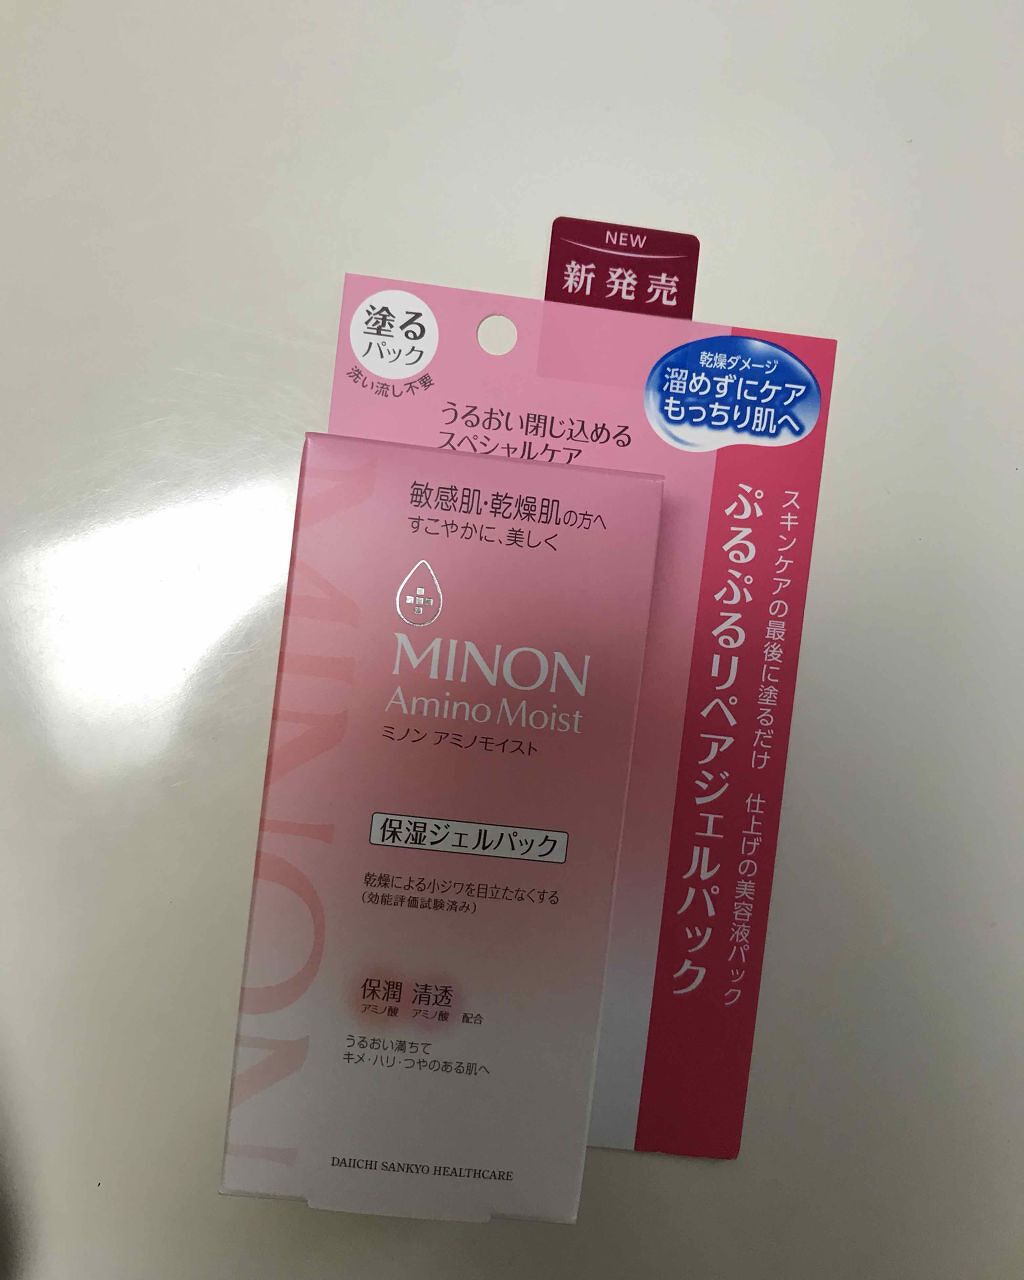 NEW
新発売
塗る
パック
洗い流し不要
乾燥ダメージ
溜めずにケア
もっちり肌へ
うるおい閉じ込める
スペシャルケア
スキンケアの最後に塗るだけ 仕上げの美容液パック
ぷるぷるリペアジェルパック
敏感肌・乾燥肌の方へ
すこやかに、美しく
MINON
Amino Moist
ミノン アミノモイスト
保湿ジェルパック
乾燥による小ジワを目立たなくする
(効能評価試験済み)
保潤 清透
アミノ酸 アミノ酸 配合
うるおい満ちて
キメ・ハリ・つやのある肌へ
DAIICHI SANKYO HEALTHCARE
MINON